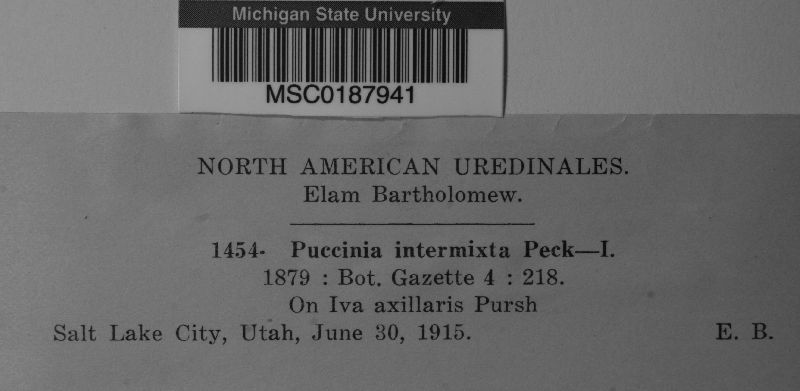 Michigan State University
MSC0187941
NORTH AMERICAN UREDINALES.
Elam Bartholomew.
1454. Puccinia intermixta Peck—I.
1879 : Bot. Gazette 4 : 218.
On Iva axillaris Pursh
Salt Lake City, Utah, June 30, 1915. E. B.